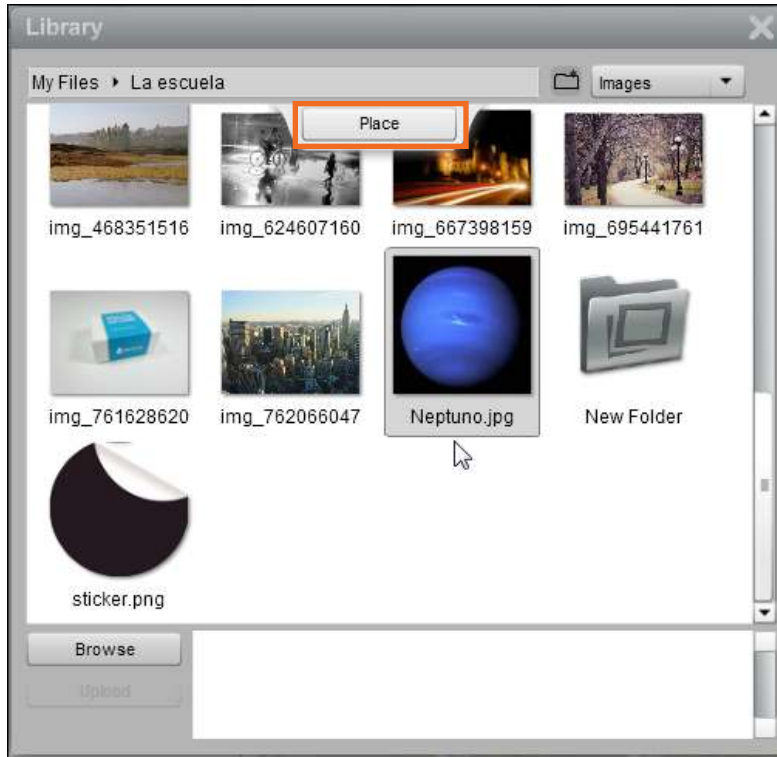 Library
My Files ▸ La escuela
Images
Place
img_468351516
img_624607160
img_667398159
img_695441761
img_761628620
img_762066047
Neptuno.jpg
New Folder
sticker.png
Browse
Upload